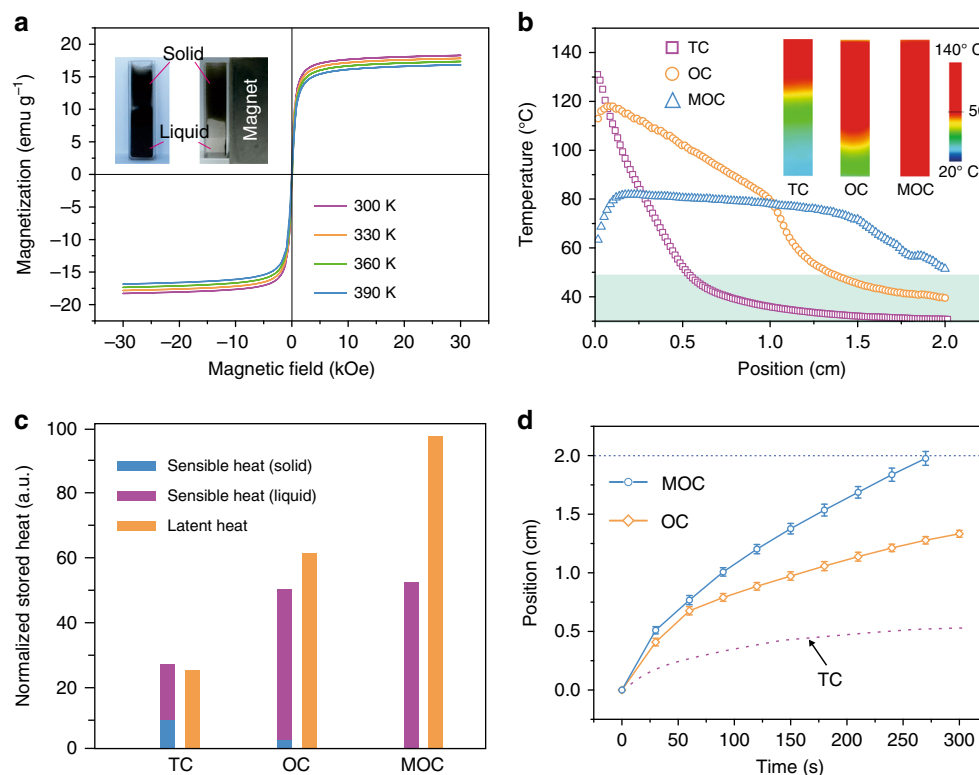 a
Magnetization (emu g⁻¹)
20
15
10
5
0
−5
−10
−15
−20
Solid
Liquid
Magnet
300 K
330 K
360 K
390 K
−30
−20
−10
0
10
20
30
Magnetic field (kOe)
b
Temperature (°C)
140
120
100
80
60
40
TC
OC
MOC
TC
OC
MOC
140° C
20° C
0.0
0.5
1.0
1.5
2.0
Position (cm)
c
Normalized stored heat (a.u.)
100
80
60
40
20
0
Sensible heat (solid)
Sensible heat (liquid)
Latent heat
TC
OC
MOC
d
Position (cm)
2.0
1.5
1.0
0.5
0.0
MOC
OC
TC
0
50
100
150
200
250
300
Time (s)